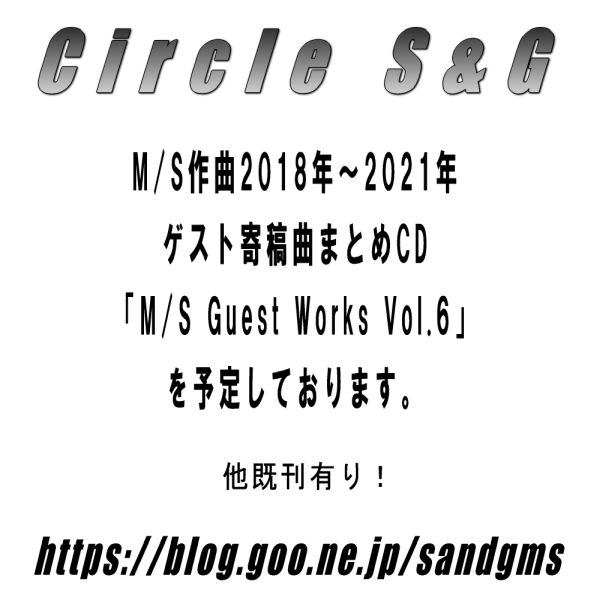 Circle S&G
M/S作曲2018年～2021年
ゲスト寄稿曲まとめCD
「M/S Guest Works Vol.6」
を予定しております。
他既刊有り！
https://blog.goo.ne.jp/sandgms